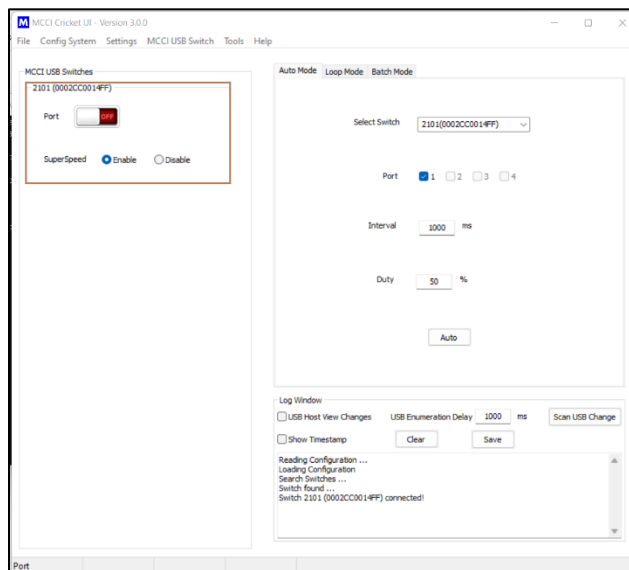 M MCCI Cricket UI - Version 3.0.0
File Config System Settings MCCI USB Switch Tools Help
MCCI USB Switches
2101 (0002CC0014FF)
Port OFF
SuperSpeed Enable Disable
Auto Mode Loop Mode Batch Mode
Select Switch 2101(0002CC0014FF)
Port 1 2 3 4
Interval 1000 ms
Duty 50 %
Auto
Log Window
USB Host View Changes USB Enumeration Delay 1000 ms Scan USB Change
Show Timestamp Clear Save
Reading Configuration ...
Loading Configuration
Search Switches ...
Switch found ...
Switch 2101 (0002CC0014FF) connected!
Port